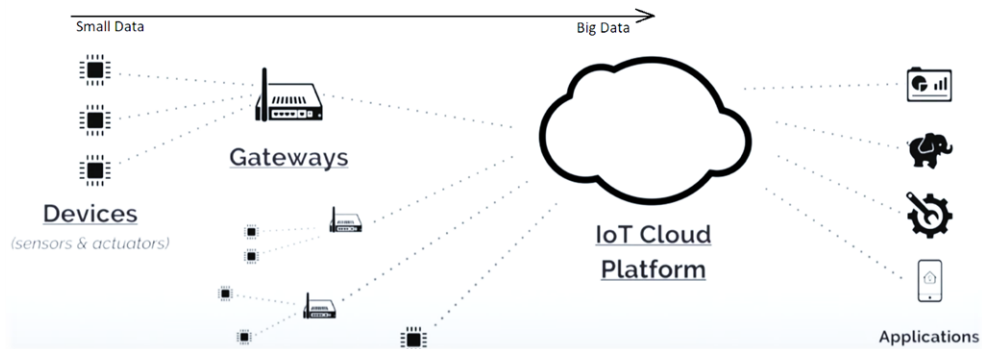 Small Data
Big Data
Gateways
Devices
(sensors & actuators)
IoT Cloud
Platform
Applications